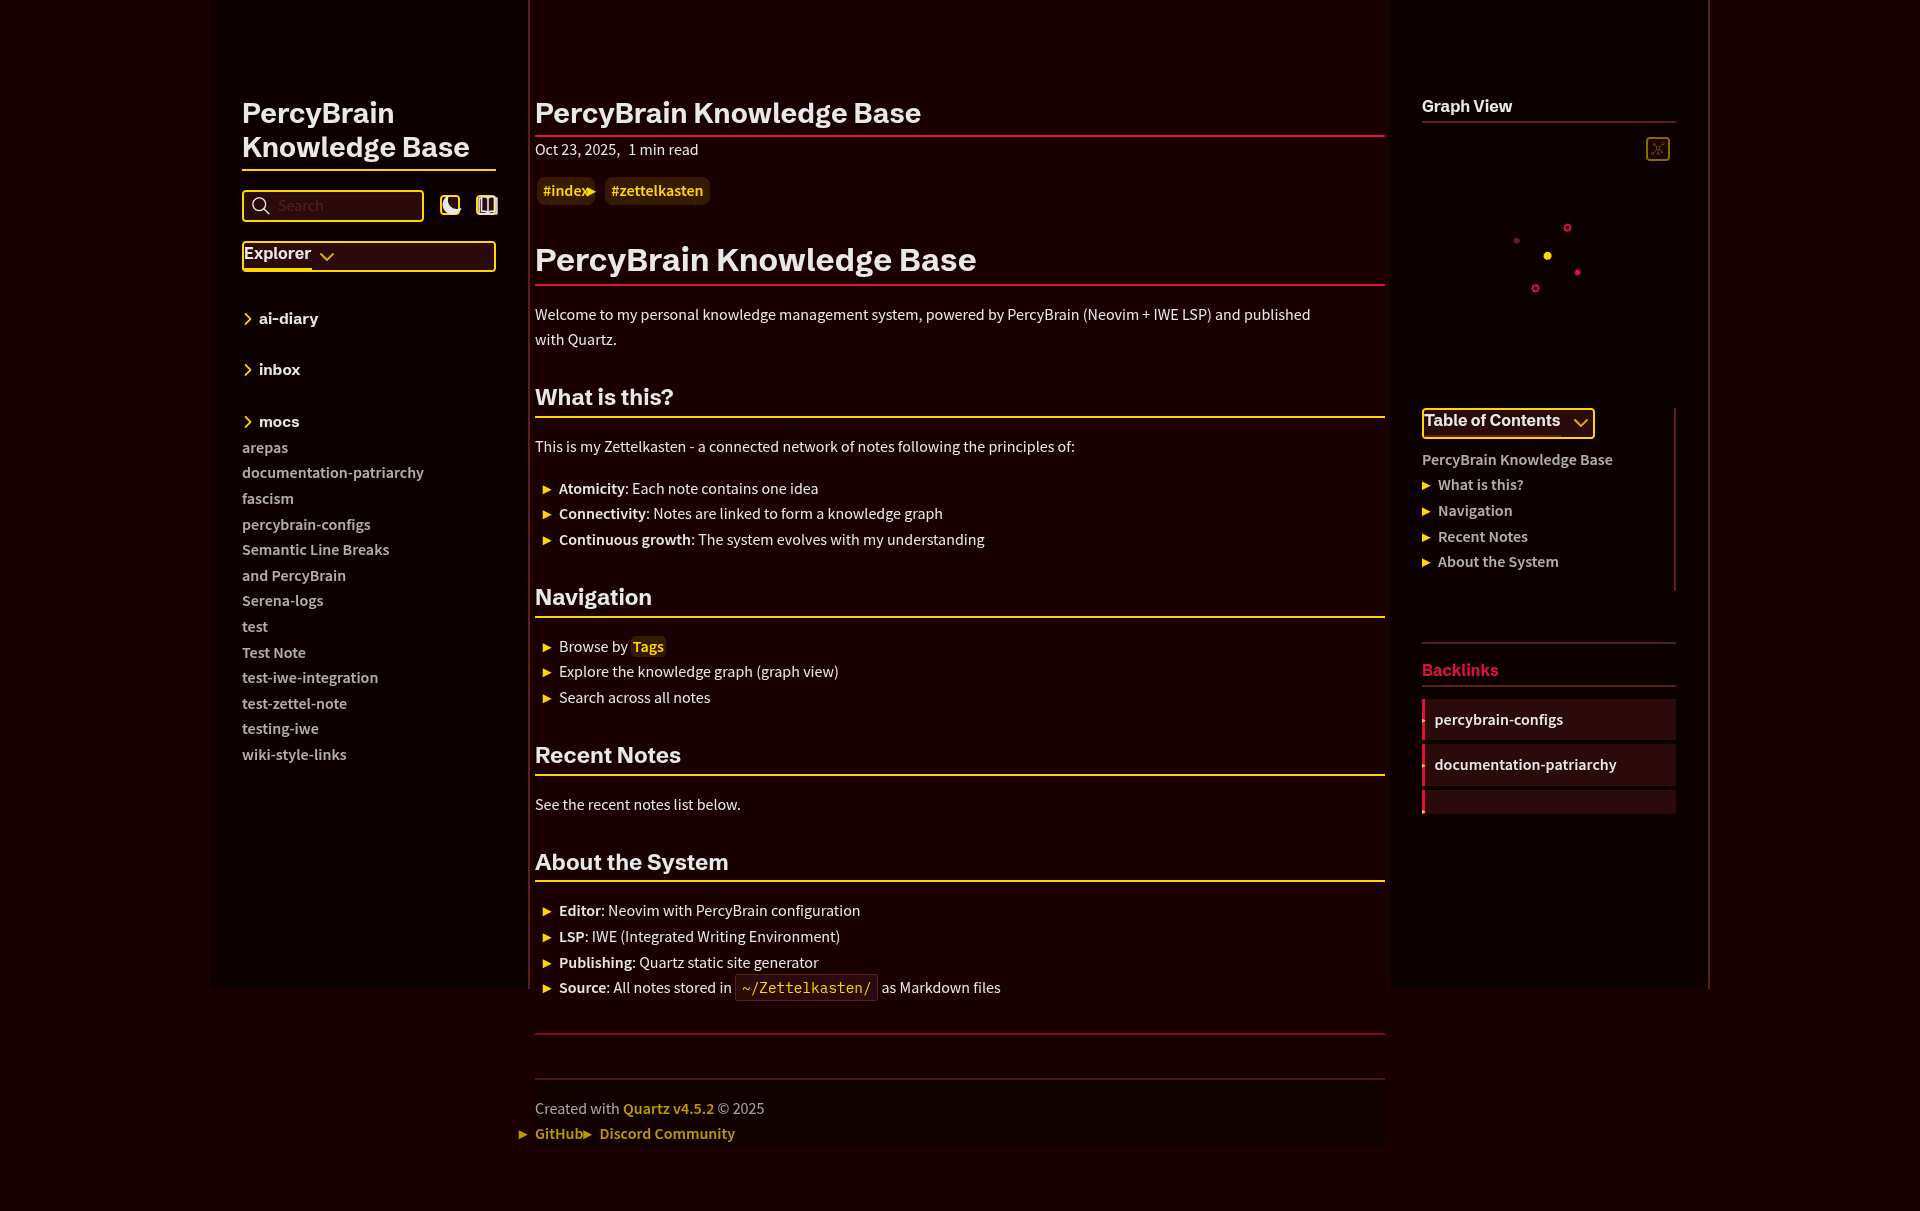 PercyBrain
Knowledge Base
Search
Explorer
ai-diary
inbox
mocs
arepas
documentation-patriarchy
fascism
percybrain-configs
Semantic Line Breaks
and PercyBrain
Serena-logs
test
Test Note
test-iwe-integration
test-zettel-note
testing-iwe
wiki-style-links
PercyBrain Knowledge Base
Oct 23, 2025, 1 min read
#index #zettelkasten
PercyBrain Knowledge Base
Welcome to my personal knowledge management system, powered by PercyBrain (Neovim + IWE LSP) and published
with Quartz.
What is this?
This is my Zettelkasten - a connected network of notes following the principles of:
Atomicity: Each note contains one idea
Connectivity: Notes are linked to form a knowledge graph
Continuous growth: The system evolves with my understanding
Navigation
Browse by Tags
Explore the knowledge graph (graph view)
Search across all notes
Recent Notes
See the recent notes list below.
About the System
Editor: Neovim with PercyBrain configuration
LSP: IWE (Integrated Writing Environment)
Publishing: Quartz static site generator
Source: All notes stored in ~/Zettelkasten/ as Markdown files
Created with Quartz v4.5.2 © 2025
GitHub Discord Community
Graph View
Table of Contents
PercyBrain Knowledge Base
What is this?
Navigation
Recent Notes
About the System
Backlinks
percybrain-configs
documentation-patriarchy